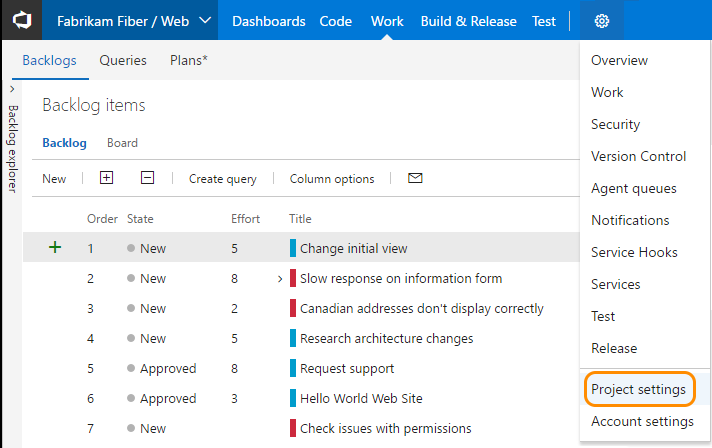 Fabrikam Fiber / Web Dashboards Code Work Build & Release Test
Backlogs Queries Plans*
Backlog explorer
Backlog items
Backlog Board
New Create query Column options
Order State Effort Title
1 New 5 Change initial view
2 New 8 Slow response on information form
3 New 2 Canadian addresses don't display correctly
4 New 5 Research architecture changes
5 Approved 8 Request support
6 Approved 3 Hello World Web Site
7 New Check issues with permissions
Overview
Work
Security
Version Control
Agent queues
Notifications
Service Hooks
Services
Test
Release
Project settings
Account settings